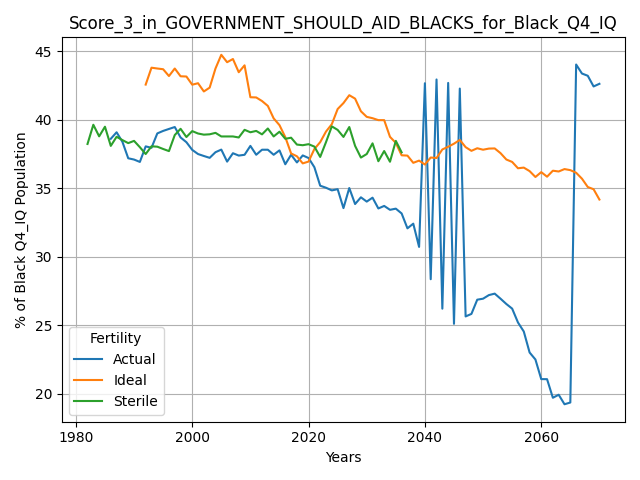 Score_3_in_GOVERNMENT_SHOULD_AID_BLACKS_for_Black_Q4_IQ
% of Black Q4_IQ Population
45
40
35
30
25
20
Fertility
Actual
Ideal
Sterile
1980
2000
2020
2040
2060
Years